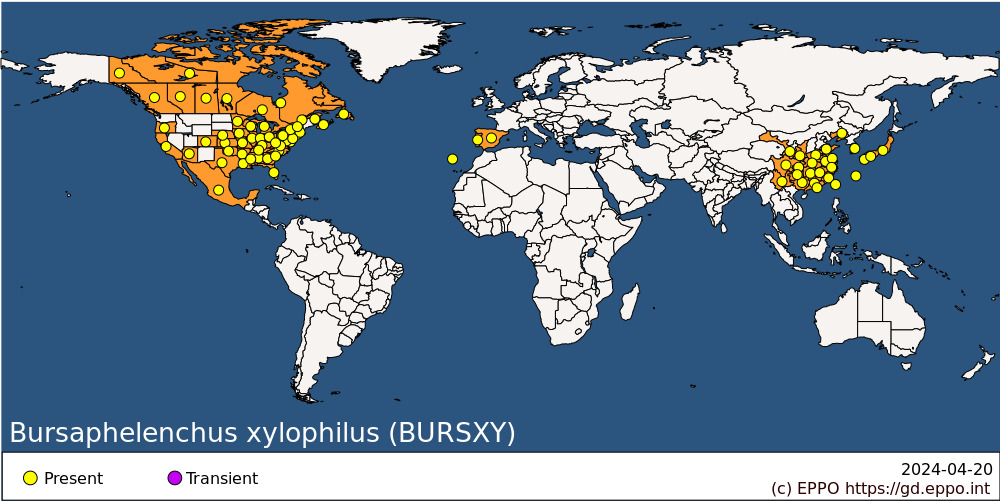 Bursaphelenchus xylophilus (BURSXY)
Present
Transient
2024-04-20
(c) EPPO https://gd.eppo.int